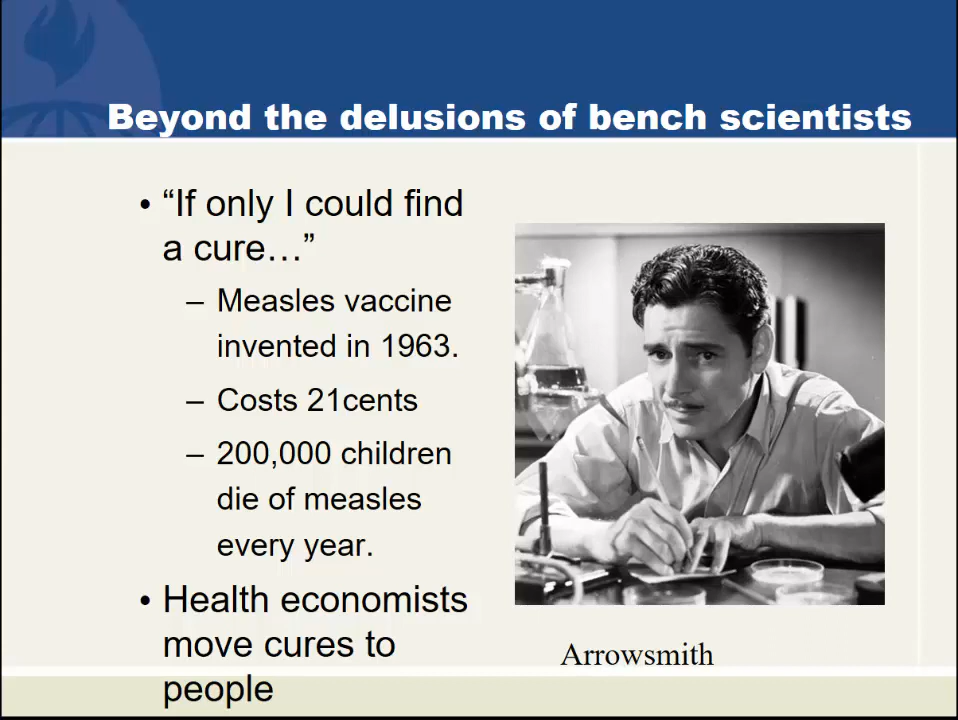 Beyond the delusions of bench scientists
• “If only I could find
a cure…”
– Measles vaccine
invented in 1963.
– Costs 21cents
– 200,000 children
die of measles
every year.
• Health economists
move cures to
people
Arrowsmith